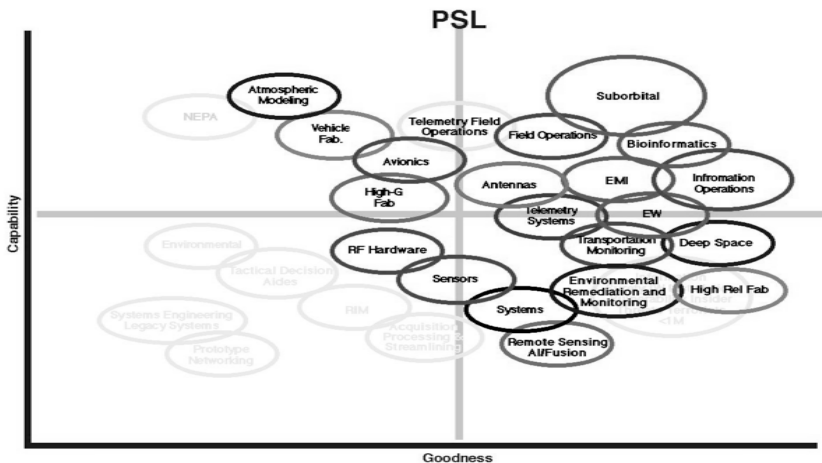 PSL
Atmospheric
Modeling
NEPA
Suborbital
Vehicle
Fab.
Telemetry Field
Operations
Field Operations
Bioinformatics
Avionics
High-G
Fab
Antennas
EMI
Infromation
Operations
Telemetry
Systems
EW
Capability
Environmental
RF Hardware
Transportation
Monitoring
Deep Space
Tactical Decision
Aides
Sensors
Environmental
Remediation and
Monitoring
High Rel Fab
Insider
<1M
Systems Engineering
Legacy Systems
RIM
Systems
Acquisition
Processing
Streamlining
Prototype
Networking
Remote Sensing
AI/Fusion
Goodness